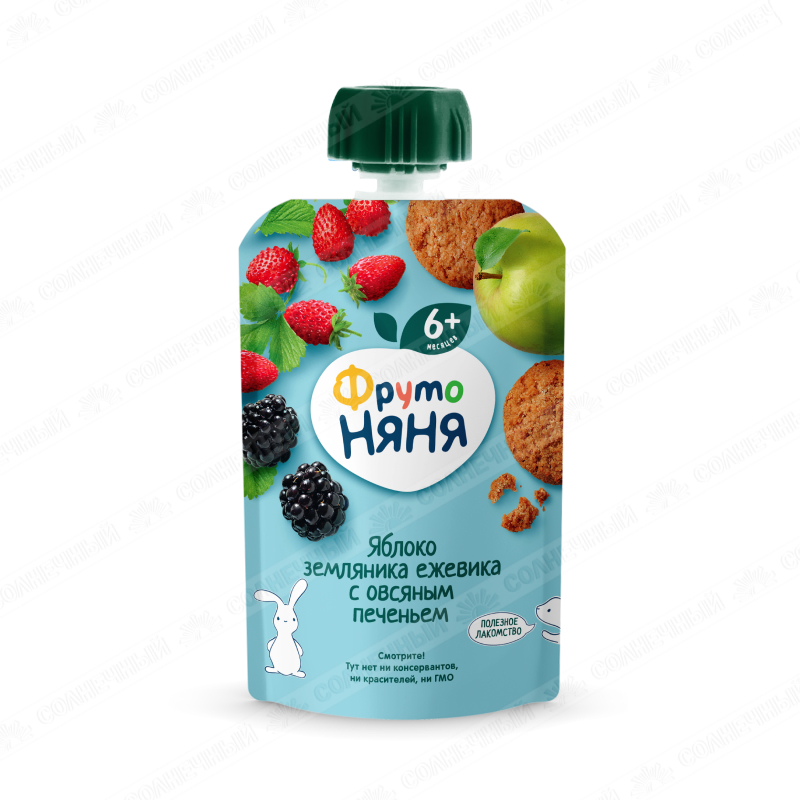 6+
месяцев
Фруто
НЯНЯ
Яблоко
земляника ежевика
с овсяным
печеньем
ПОЛЕЗНОЕ
ЛАКОМСТВО
Смотрите!
Тут нет ни консервантов,
ни красителей, ни ГМО
СОЛНЕЧНЫЙ